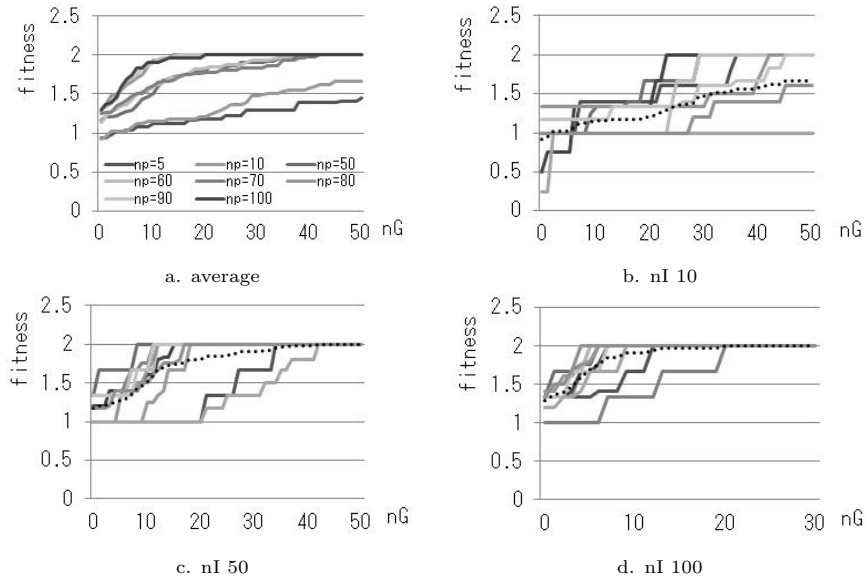 fitness
2.5
2
1.5
1
0.5
0
np=5 np=10 np=50
np=60 np=70 np=80
np=90 np=100
0 10 20 30 40 50 nG
a. average
fitness
2.5
2
1.5
1
0.5
0
0 10 20 30 40 50 nG
b. nI 10
fitness
2.5
2
1.5
1
0.5
0
0 10 20 30 40 50 nG
c. nI 50
fitness
2.5
2
1.5
1
0.5
0
0 10 20 30 nG
d. nI 100